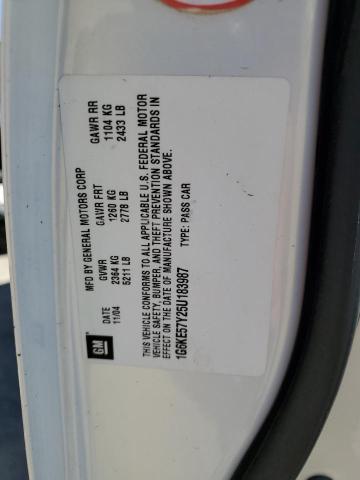 MFD BY GENERAL MOTORS CORP
DATE GVWR GAWR FRT GAWR RR
11/04 2364 KG 1260 KG 1104 KG
5211 LB 2778 LB 2433 LB
THIS VEHICLE CONFORMS TO ALL APPLICABLE U.S. FEDERAL MOTOR
VEHICLE SAFETY, BUMPER, AND THEFT PREVENTION STANDARDS IN
EFFECT ON THE DATE OF MANUFACTURE SHOWN ABOVE.
1G6KE57Y25U163987 TYPE: PASS CAR
GM